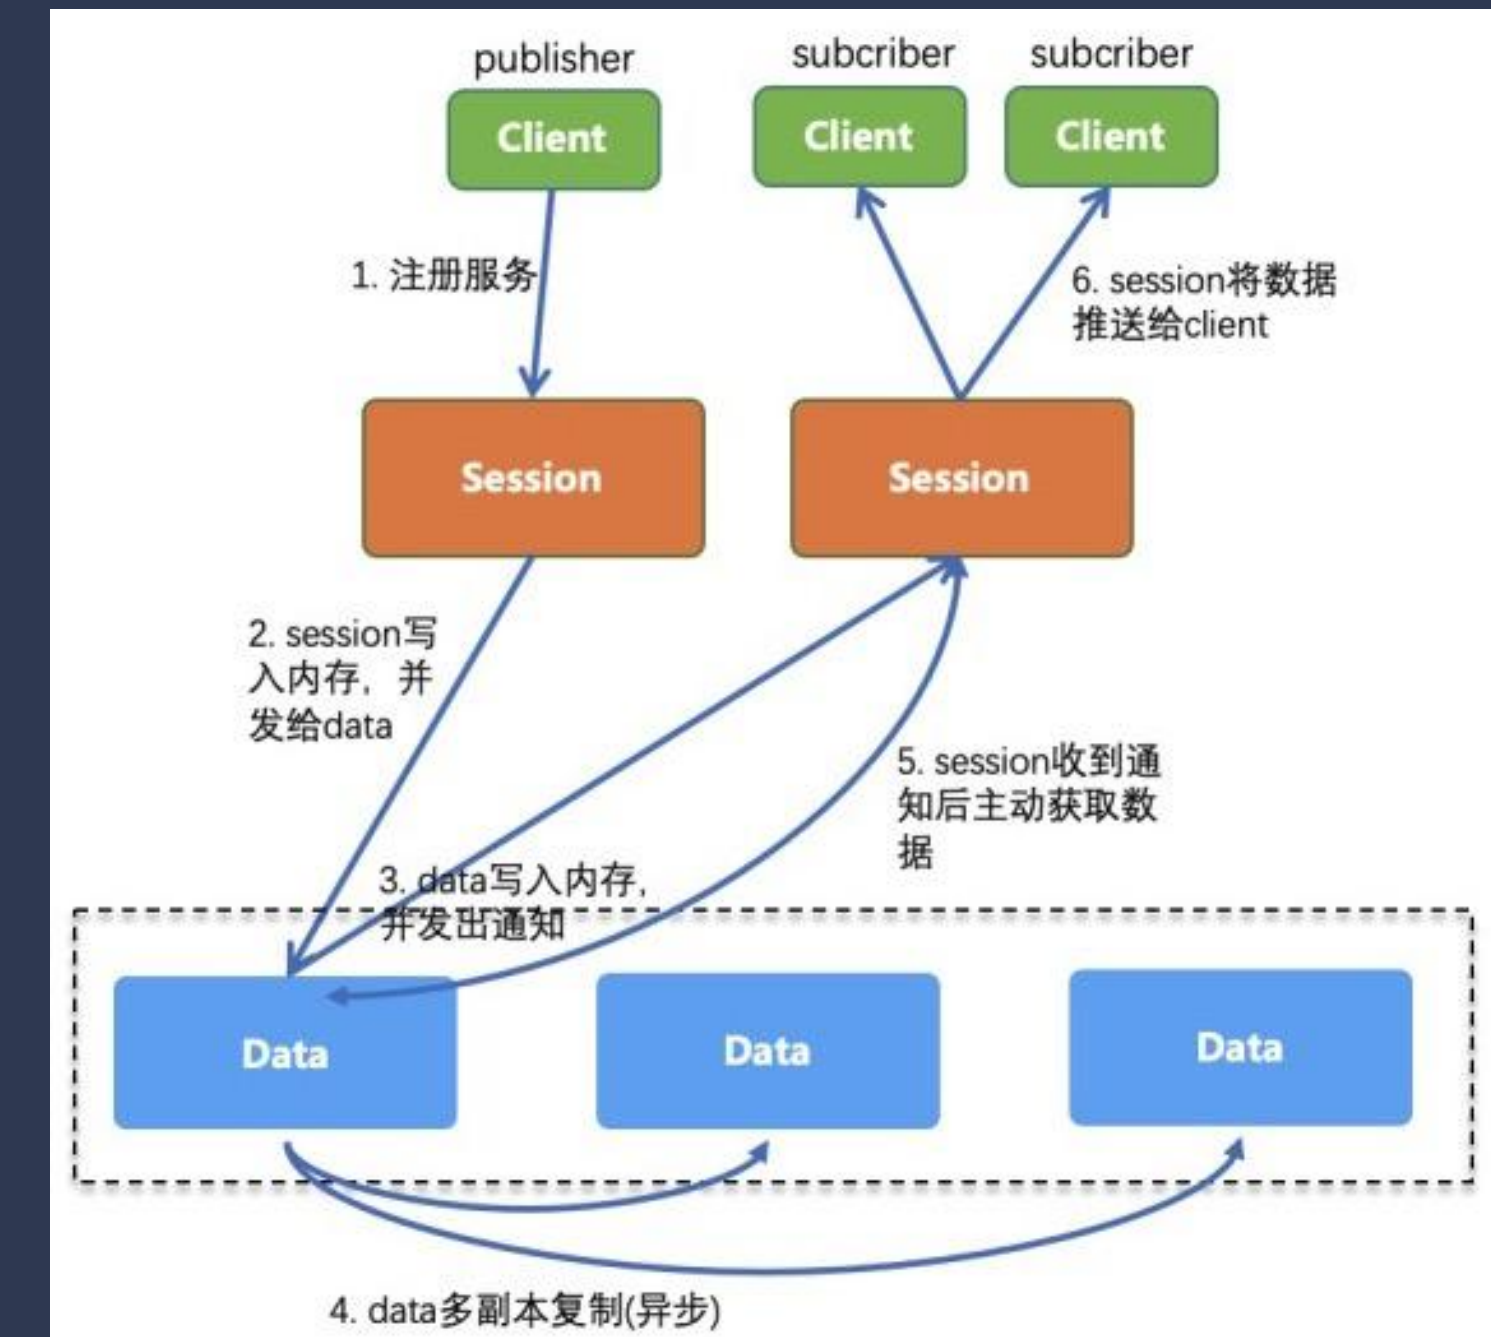 publisher
subcriber
subcriber
Client
Client
Client
1. 注册服务
6. session将数据
推送给client
Session
Session
2. session写
入内存，并
发给data
5. session收到通
知后主动获取数
据
3. data写入内存，
并发出通知
Data
Data
Data
4. data多副本复制(异步)